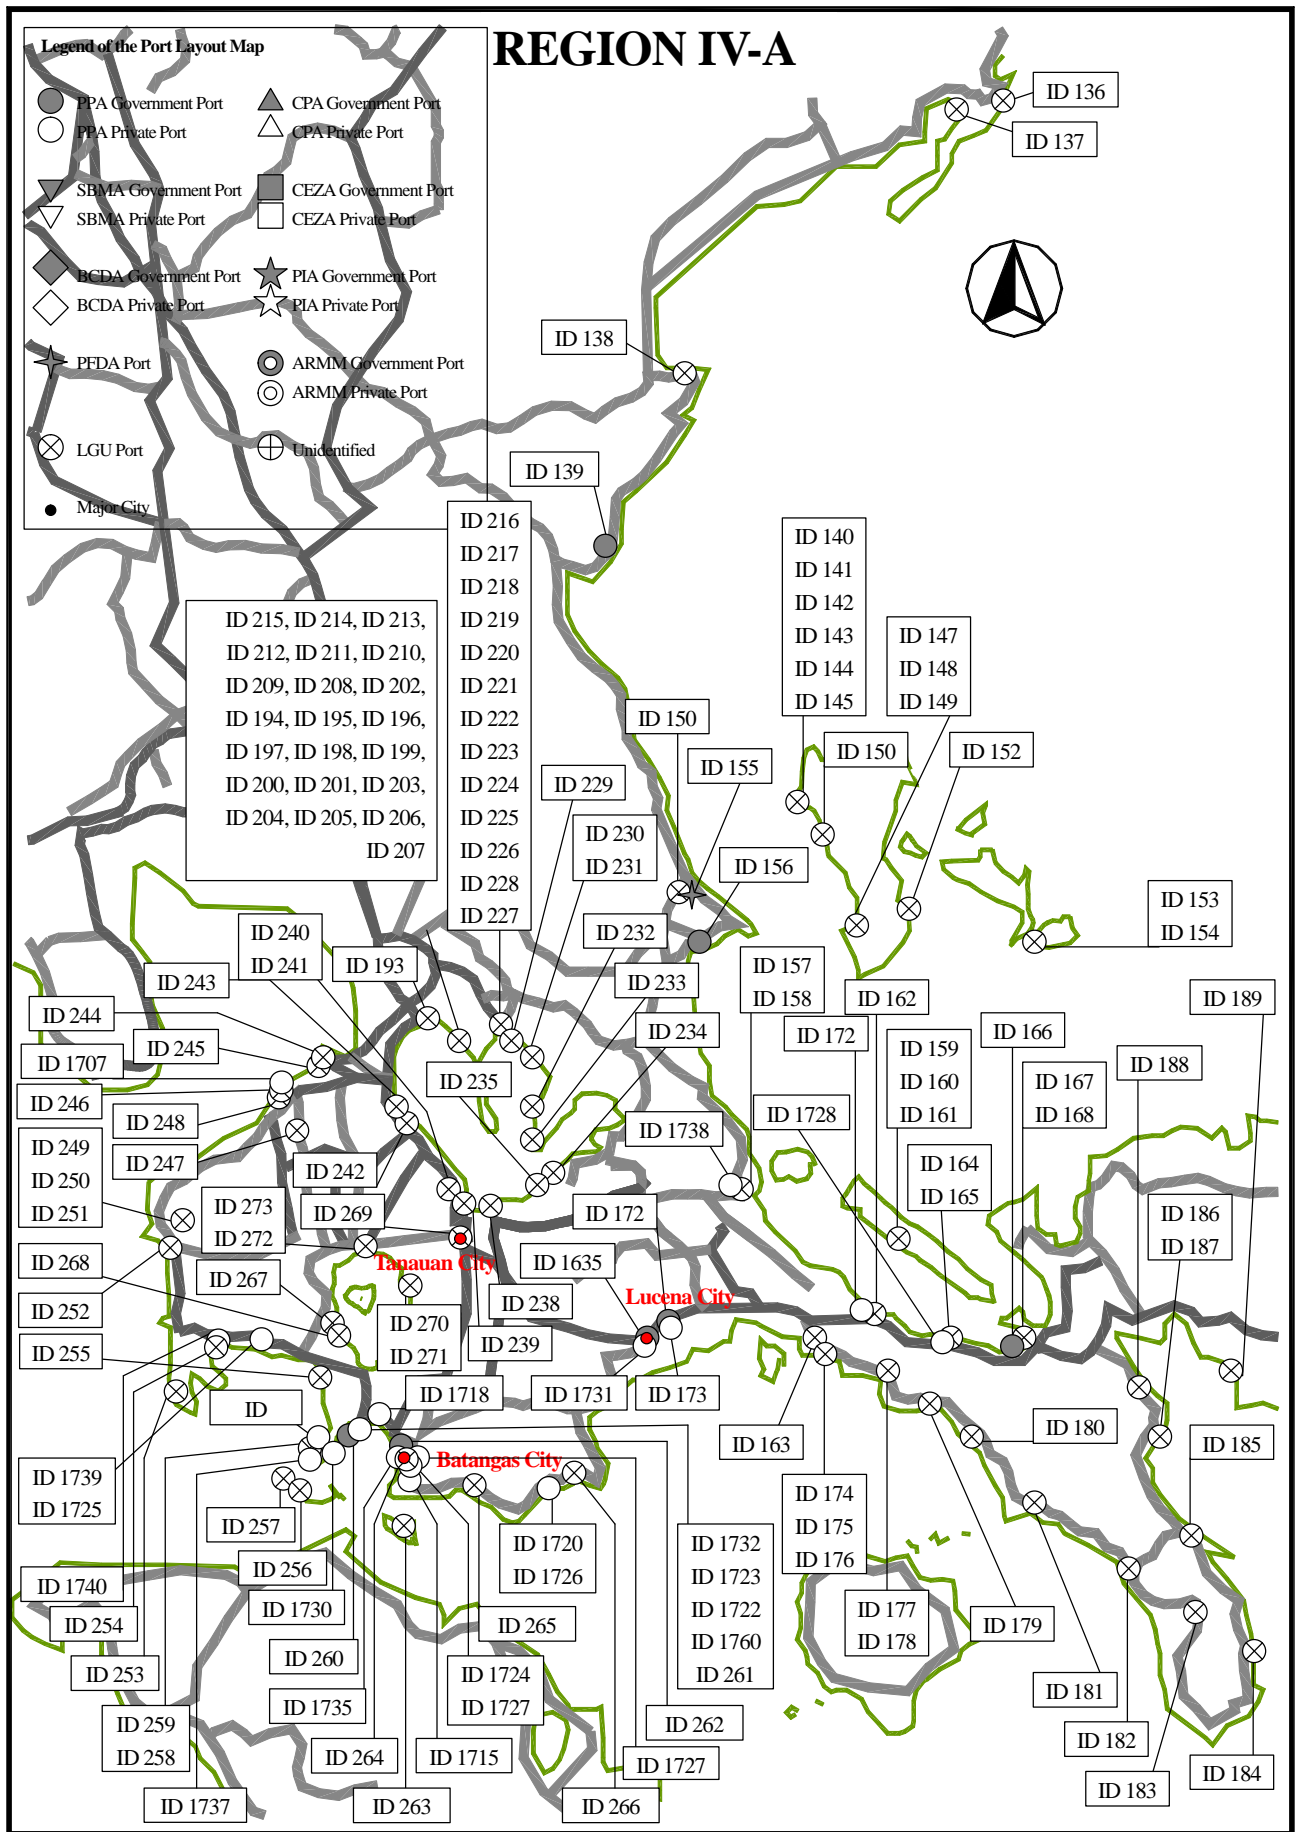 REGION IV-A
Legend of the Port Layout Map
PPA Government Port
CPA Government Port
PPA Private Port
CPA Private Port
SBMA Government Port
CEZA Government Port
SBMA Private Port
CEZA Private Port
BCDA Government Port
PIA Government Port
BCDA Private Port
PIA Private Port
PFDA Port
ARMM Government Port
ARMM Private Port
LGU Port
Unidentified
Major City
ID 136
ID 137
ID 138
ID 139
ID 216
ID 217
ID 218
ID 219
ID 220
ID 221
ID 222
ID 223
ID 224
ID 225
ID 226
ID 228
ID 227
ID 140
ID 141
ID 142
ID 143
ID 144
ID 145
ID 147
ID 148
ID 149
ID 215, ID 214, ID 213,
ID 212, ID 211, ID 210,
ID 209, ID 208, ID 202,
ID 194, ID 195, ID 196,
ID 197, ID 198, ID 199,
ID 200, ID 201, ID 203,
ID 204, ID 205, ID 206,
ID 207
ID 150
ID 155
ID 150
ID 152
ID 229
ID 230
ID 231
ID 156
ID 153
ID 154
ID 240
ID 241
ID 193
ID 232
ID 243
ID 233
ID 157
ID 158
ID 162
ID 189
ID 244
ID 245
ID 234
ID 172
ID 166
ID 1707
ID 235
ID 159
ID 160
ID 161
ID 167
ID 168
ID 188
ID 246
ID 248
ID 1728
ID 1738
ID 249
ID 250
ID 251
ID 247
ID 242
ID 164
ID 165
ID 273
ID 272
ID 269
ID 172
ID 186
ID 187
ID 268
ID 267
Tanauan City
ID 1635
Lucena City
ID 252
ID 238
ID 270
ID 271
ID 239
ID 255
ID 1718
ID 1731
ID 173
ID
ID 163
ID 180
ID 185
Batangas City
ID 1739
ID 1725
ID 257
ID 174
ID 175
ID 176
ID 1720
ID 1726
ID 1732
ID 1723
ID 1722
ID 1760
ID 261
ID 256
ID 1740
ID 1730
ID 254
ID 265
ID 177
ID 178
ID 179
ID 253
ID 260
ID 1724
ID 1727
ID 181
ID 1735
ID 262
ID 259
ID 258
ID 182
ID 264
ID 1715
ID 1727
ID 184
ID 183
ID 1737
ID 263
ID 266